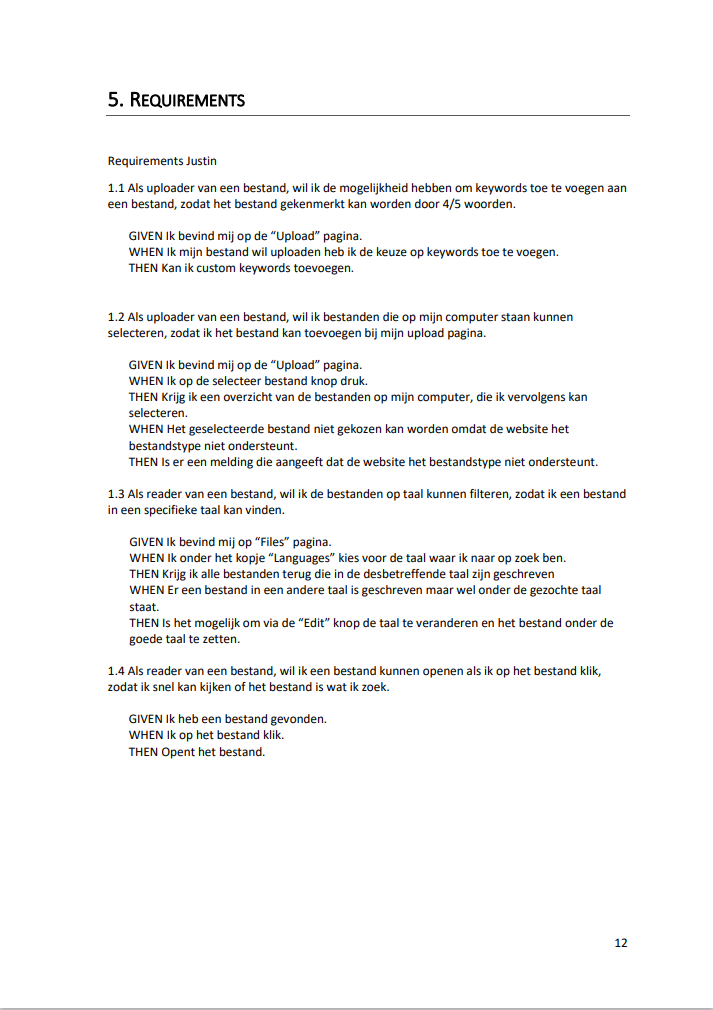 5. REQUIREMENTS
Requirements Justin
1.1 Als uploader van een bestand, wil ik de mogelijkheid hebben om keywords toe te voegen aan
een bestand, zodat het bestand gekenmerkt kan worden door 4/5 woorden.
GIVEN Ik bevind mij op de “Upload” pagina.
WHEN Ik mijn bestand wil uploaden heb ik de keuze op keywords toe te voegen.
THEN Kan ik custom keywords toevoegen.
1.2 Als uploader van een bestand, wil ik bestanden die op mijn computer staan kunnen
selecteren, zodat ik het bestand kan toevoegen bij mijn upload pagina.
GIVEN Ik bevind mij op de “Upload” pagina.
WHEN Ik op de selecteer bestand knop druk.
THEN Krijg ik een overzicht van de bestanden op mijn computer, die ik vervolgens kan
selecteren.
WHEN Het geselecteerde bestand niet gekozen kan worden omdat de website het
bestandstype niet ondersteunt.
THEN Is er een melding die aangeeft dat de website het bestandstype niet ondersteunt.
1.3 Als reader van een bestand, wil ik de bestanden op taal kunnen filteren, zodat ik een bestand
in een specifieke taal kan vinden.
GIVEN Ik bevind mij op “Files” pagina.
WHEN Ik onder het kopje “Languages” kies voor de taal waar ik naar op zoek ben.
THEN Krijg ik alle bestanden terug die in de desbetreffende taal zijn geschreven
WHEN Er een bestand in een andere taal is geschreven maar wel onder de gezochte taal
staat.
THEN Is het mogelijk om via de “Edit” knop de taal te veranderen en het bestand onder de
goede taal te zetten.
1.4 Als reader van een bestand, wil ik een bestand kunnen openen als ik op het bestand klik,
zodat ik snel kan kijken of het bestand is wat ik zoek.
GIVEN Ik heb een bestand gevonden.
WHEN Ik op het bestand klik.
THEN Opent het bestand.
12